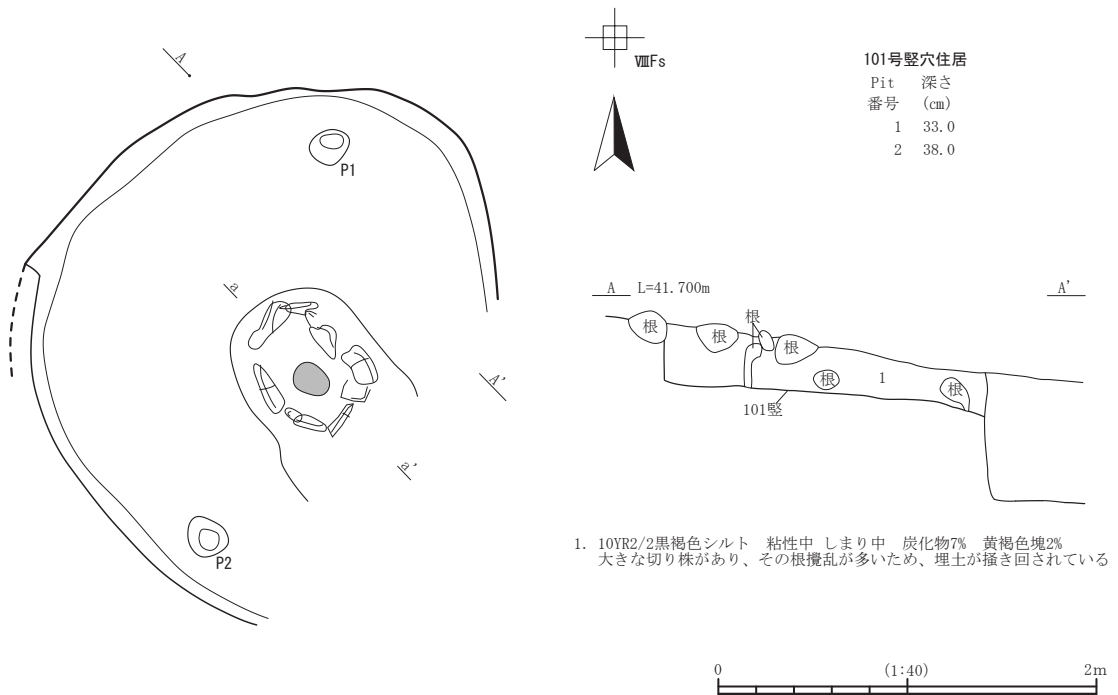 A
P1
a
A'
a'
P2
ⅧFs
101号竪穴住居
Pit 深さ
番号 (㎝)
1 33.0
2 38.0
A L=41.700m A'
根
根
根
根
根 1
根
101竪
1. 10YR2/2黒褐色シルト 粘性中 しまり中 炭化物7% 黄褐色塊2%
大きな切り株があり、その根攪乱が多いため、埋土が掻き回されている
0 (1:40) 2m